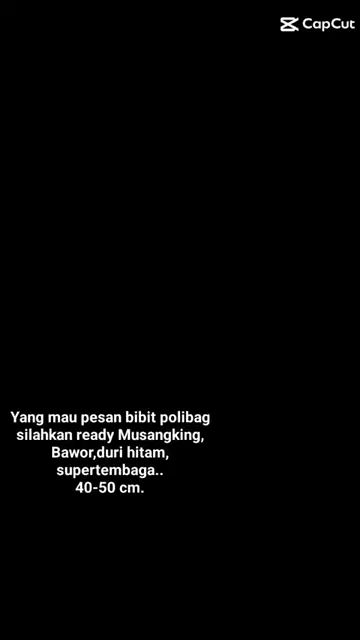 CapCut
Yang mau pesan bibit polibag
silahkan ready Musangking,
Bawor,duri hitam,
supertembaga..
40-50 cm.